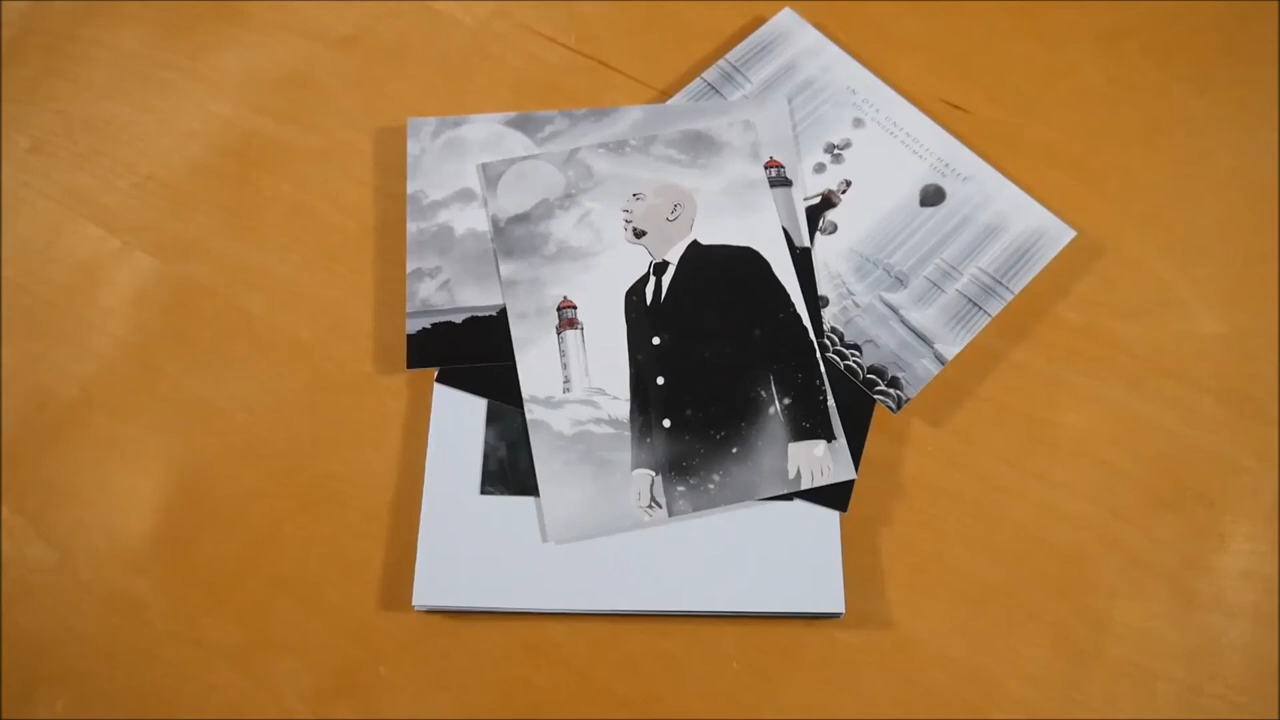 IN DER UNENDLICHKEIT
SOLL UNSERE HEIMAT SEIN